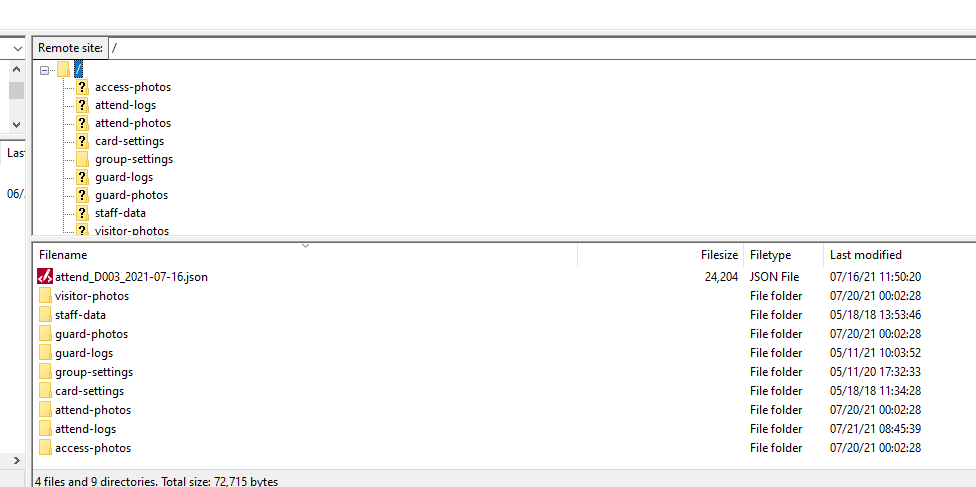 Remote site: /
/
access-photos
attend-logs
attend-photos
card-settings
group-settings
guard-logs
guard-photos
staff-data
visitor-photos
Las
06/
Filename Filesize Filetype Last modified
attend_D003_2021-07-16.json 24,204 JSON File 07/16/21 11:50:20
visitor-photos File folder 07/20/21 00:02:28
staff-data File folder 05/18/18 13:53:46
guard-photos File folder 07/20/21 00:02:28
guard-logs File folder 05/11/21 10:03:52
group-settings File folder 05/11/20 17:32:33
card-settings File folder 05/18/18 11:34:28
attend-photos File folder 07/20/21 00:02:28
attend-logs File folder 07/21/21 08:45:39
access-photos File folder 07/20/21 00:02:28
4 files and 9 directories. Total size: 72,715 bytes